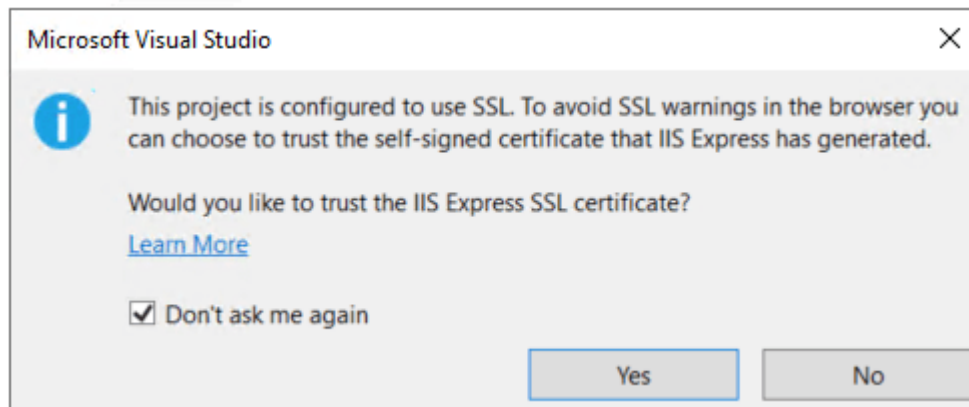 Microsoft Visual Studio
This project is configured to use SSL. To avoid SSL warnings in the browser you
can choose to trust the self-signed certificate that IIS Express has generated.
Would you like to trust the IIS Express SSL certificate?
Learn More
Don't ask me again
Yes
No